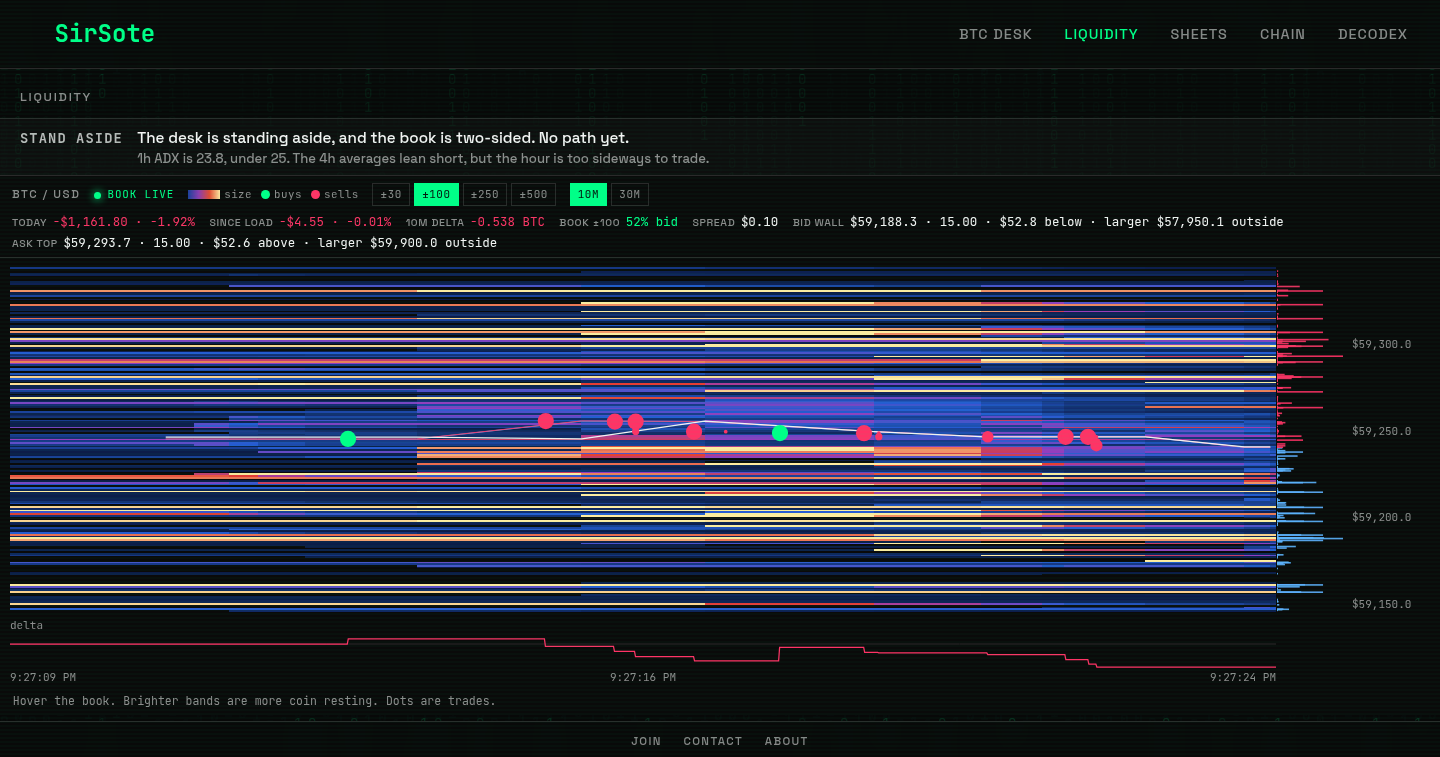 SirSote
BTC DESK LIQUIDITY SHEETS CHAIN DECODEX
LIQUIDITY
STAND ASIDE The desk is standing aside, and the book is two-sided. No path yet.
1h ADX is 23.8, under 25. The 4h averages lean short, but the hour is too sideways to trade.
BTC / USD BOOK LIVE size buys sells ±30 ±100 ±250 ±500 10M 30M
TODAY -$1,161.80 · -1.92% SINCE LOAD -$4.55 · -0.01% 10M DELTA -0.538 BTC BOOK ±100 52% bid SPREAD $0.10 BID WALL $59,188.3 · 15.00 · $52.8 below · larger $57,950.1 outside
ASK TOP $59,293.7 · 15.00 · $52.6 above · larger $59,900.0 outside
$59,300.0
$59,250.0
$59,200.0
$59,150.0
delta
9:27:09 PM 9:27:16 PM 9:27:24 PM
Hover the book. Brighter bands are more coin resting. Dots are trades.
JOIN CONTACT ABOUT